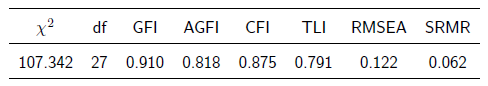 χ² df GFI AGFI CFI TLI RMSEA SRMR
107.342 27 0.910 0.818 0.875 0.791 0.122 0.062